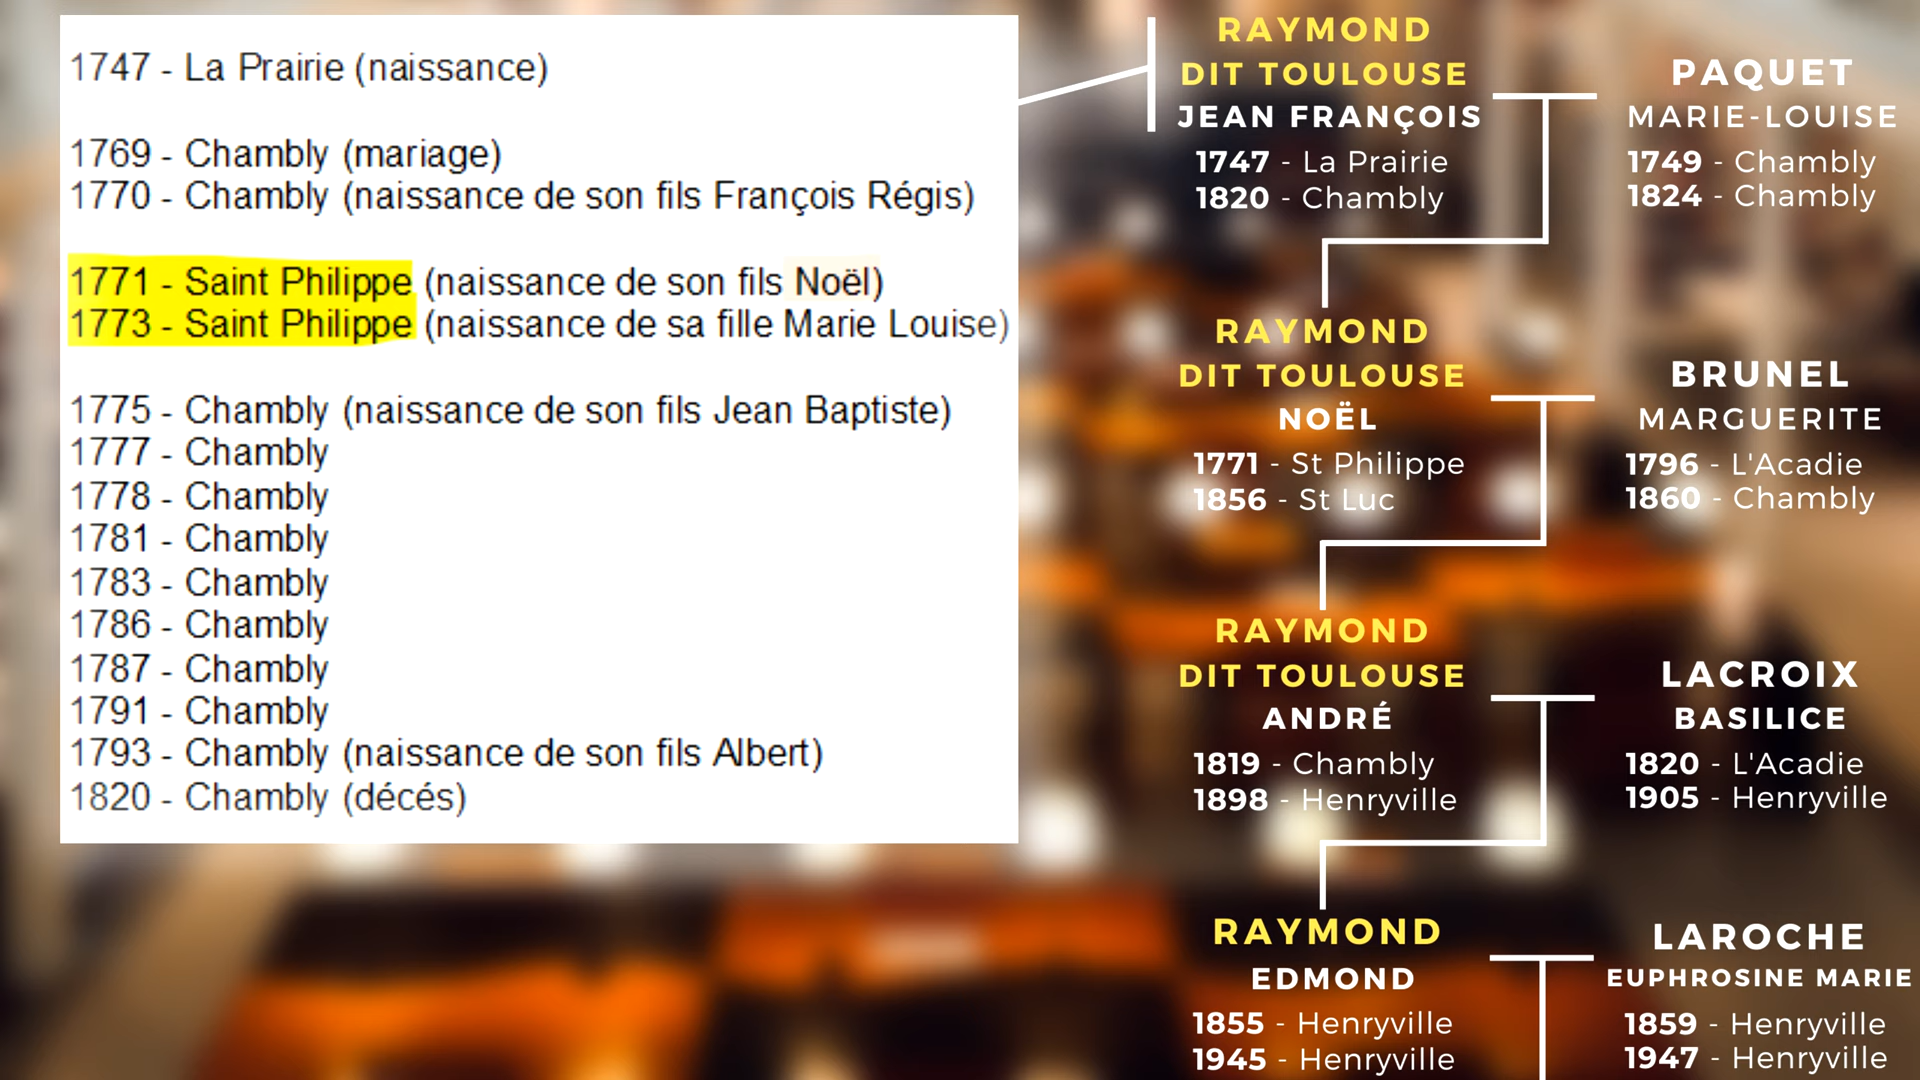 1747 - La Prairie (naissance)
1769 - Chambly (mariage)
1770 - Chambly (naissance de son fils François Régis)
1771 - Saint Philippe (naissance de son fils Noël)
1773 - Saint Philippe (naissance de sa fille Marie Louise)
1775 - Chambly (naissance de son fils Jean Baptiste)
1777 - Chambly
1778 - Chambly
1781 - Chambly
1783 - Chambly
1786 - Chambly
1787 - Chambly
1791 - Chambly
1793 - Chambly (naissance de son fils Albert)
1820 - Chambly (décés)
RAYMOND
DIT TOULOUSE
JEAN FRANÇOIS
1747 - La Prairie
1820 - Chambly
PAQUET
MARIE-LOUISE
1749 - Chambly
1824 - Chambly
RAYMOND
DIT TOULOUSE
NOËL
1771 - St Philippe
1856 - St Luc
BRUNEL
MARGUERITE
1796 - L'Acadie
1860 - Chambly
RAYMOND
DIT TOULOUSE
ANDRÉ
1819 - Chambly
1898 - Henryville
LACROIX
BASILICE
1820 - L'Acadie
1905 - Henryville
RAYMOND
EDMOND
1855 - Henryville
1945 - Henryville
LAROCHE
EUPHROSINE MARIE
1859 - Henryville
1947 - Henryville